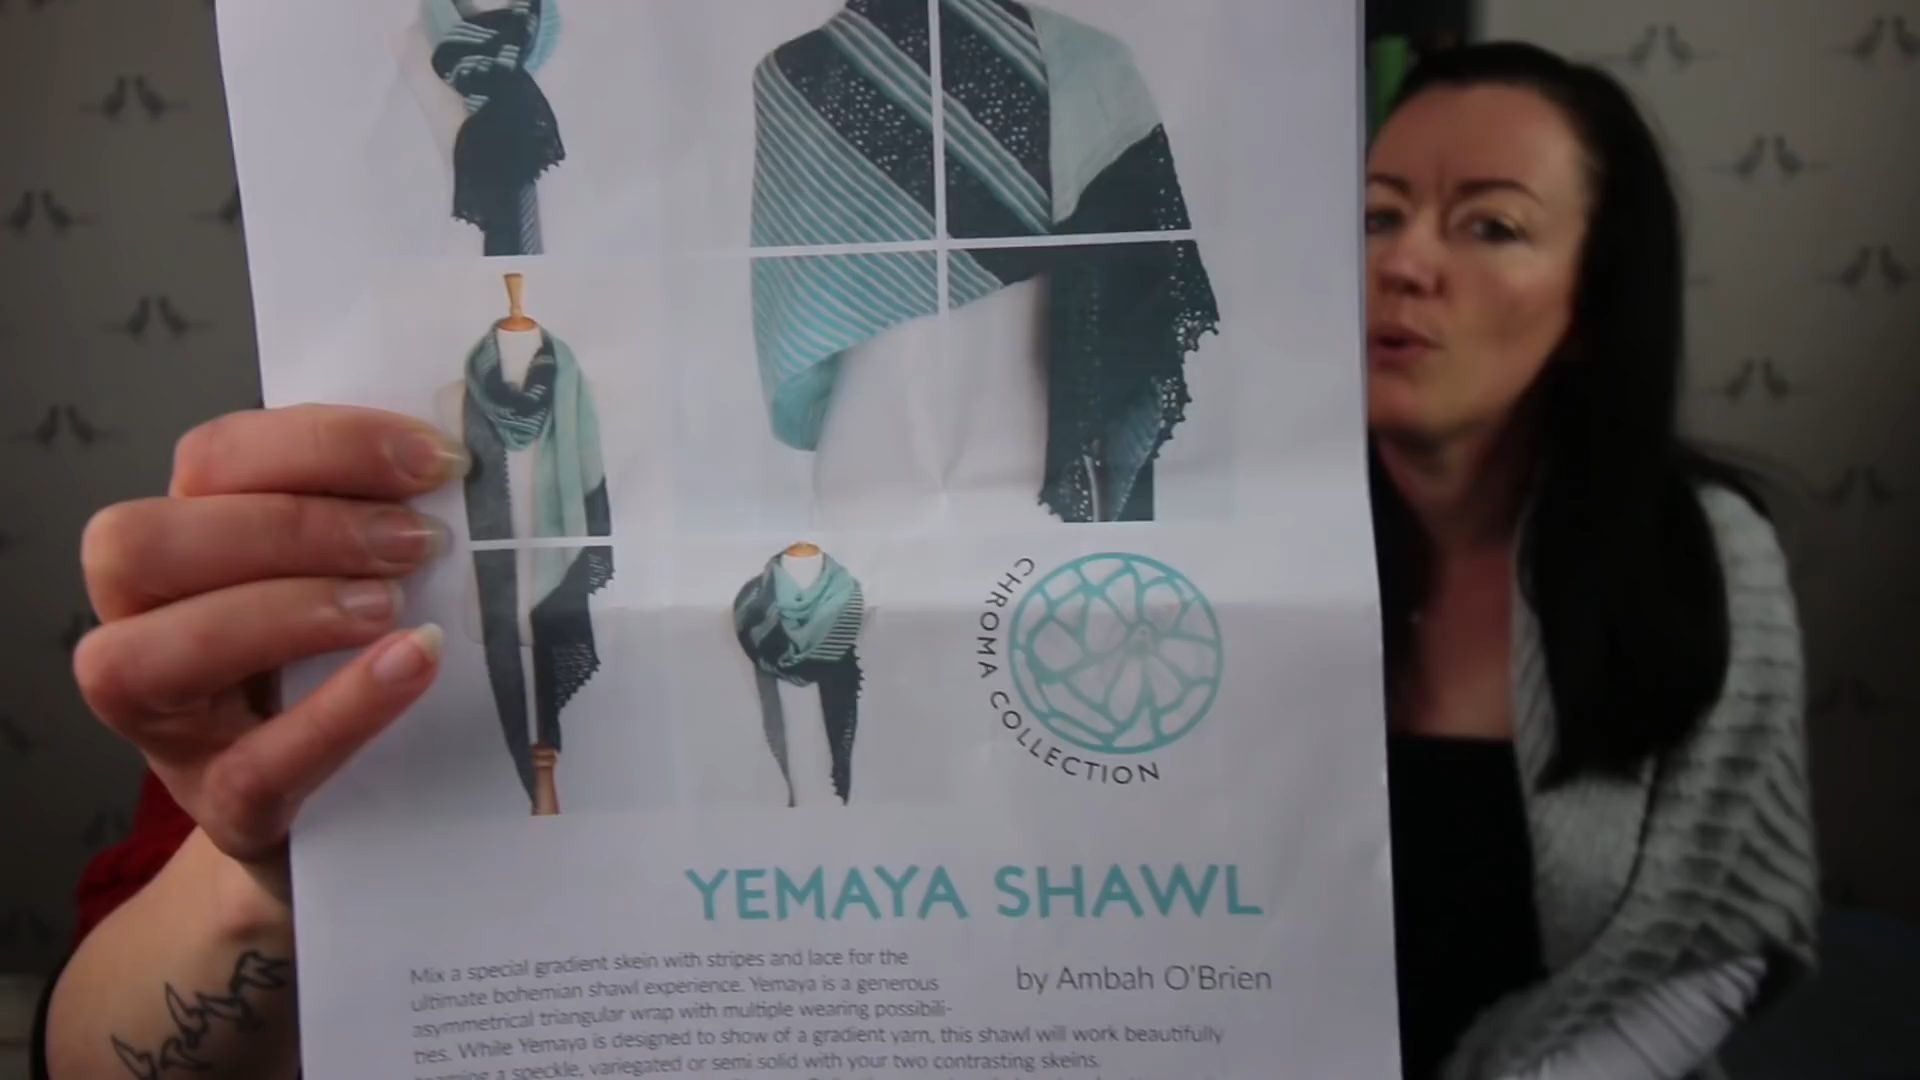 CHROMA COLLECTION
YEMAYA SHAWL
by Ambah O'Brien
Mix a special gradient skein with stripes and lace for the
ultimate bohemian shawl experience. Yemaya is a generous
asymmetrical triangular wrap with multiple wearing possibili-
ties. While Yemaya is designed to show of a gradient yarn, this shawl will work beautifully
a speckle, variegated or semi solid with your two contrasting skeins.